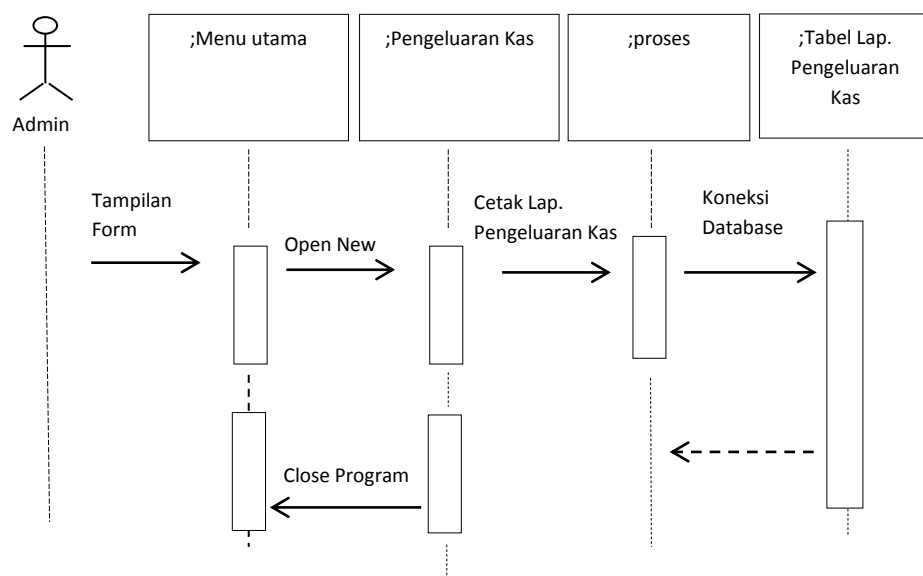 ;Menu utama
;Pengeluaran Kas
;proses
;Tabel Lap.
Pengeluaran
Kas
Admin
Tampilan
Form
Open New
Cetak Lap.
Pengeluaran Kas
Koneksi
Database
Close Program